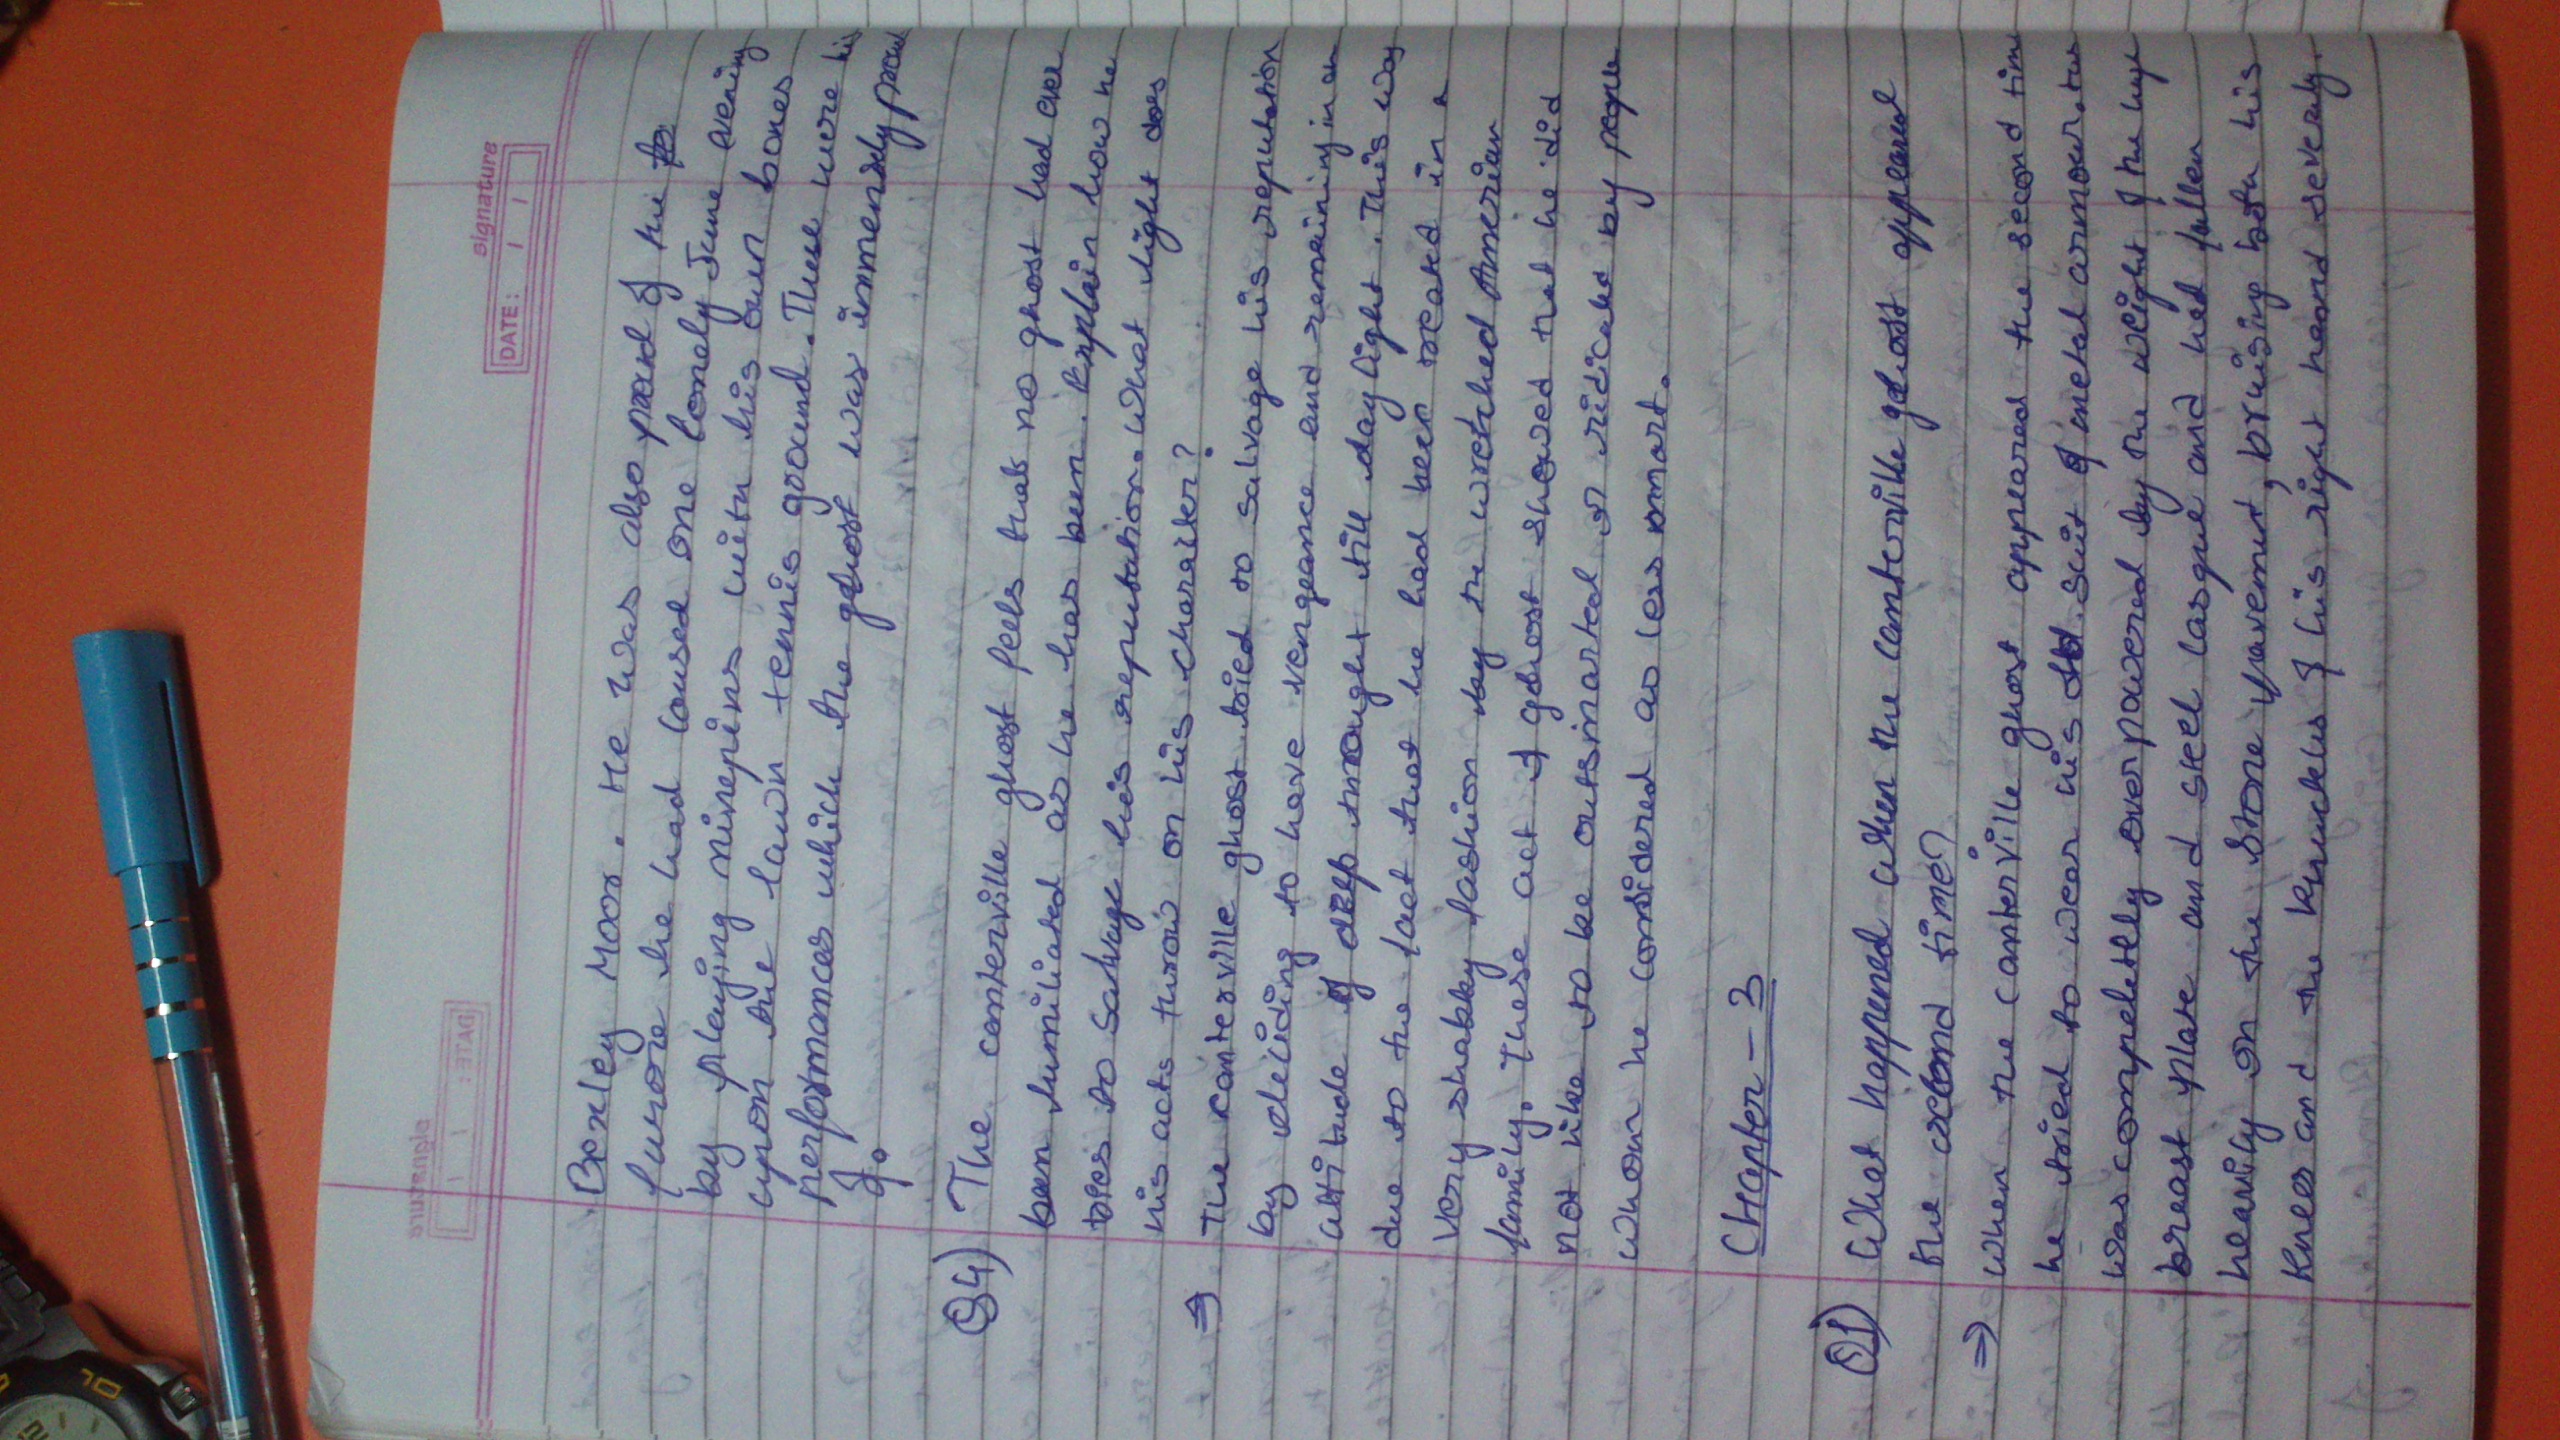 Signature
DATE: / /
Bexley Moor. He was also proud of his fo
furore he had caused one lonely June evening
by playing ninepins with his own bones
upon the lawn tennis ground. These were his
performances which the ghost was immensely proud
of.
Q4) The canterville ghost feels that no ghost had ever
been humiliated as he has been. Explain how he
tries to salvage his reputation. What light does
his acts throw on his charaktr?
⇒ The canterville ghost tried to salvage his reputation
by deciding to have vengeance and remaining in an
attitude of deep thought till daylight. This was
due to the fact that he had been treated in a
very shabby fashion by the wretched American
family. These act of ghost showed that he did
not like to be outsmarted or ridiculed by people
whom he considered as less smart.
Chapter - 3
Q1) What happened when the canterville ghost appeared
the second time?
⇒ When the canterville ghost appeared the second time
he tried to wear his suit of metal armour. He
was completely overpowered by the weight of the huge
breast plate and steel casque and had fallen
heavily on the stone pavement, bruising both his
knees and the knuckles of his right hand severely.